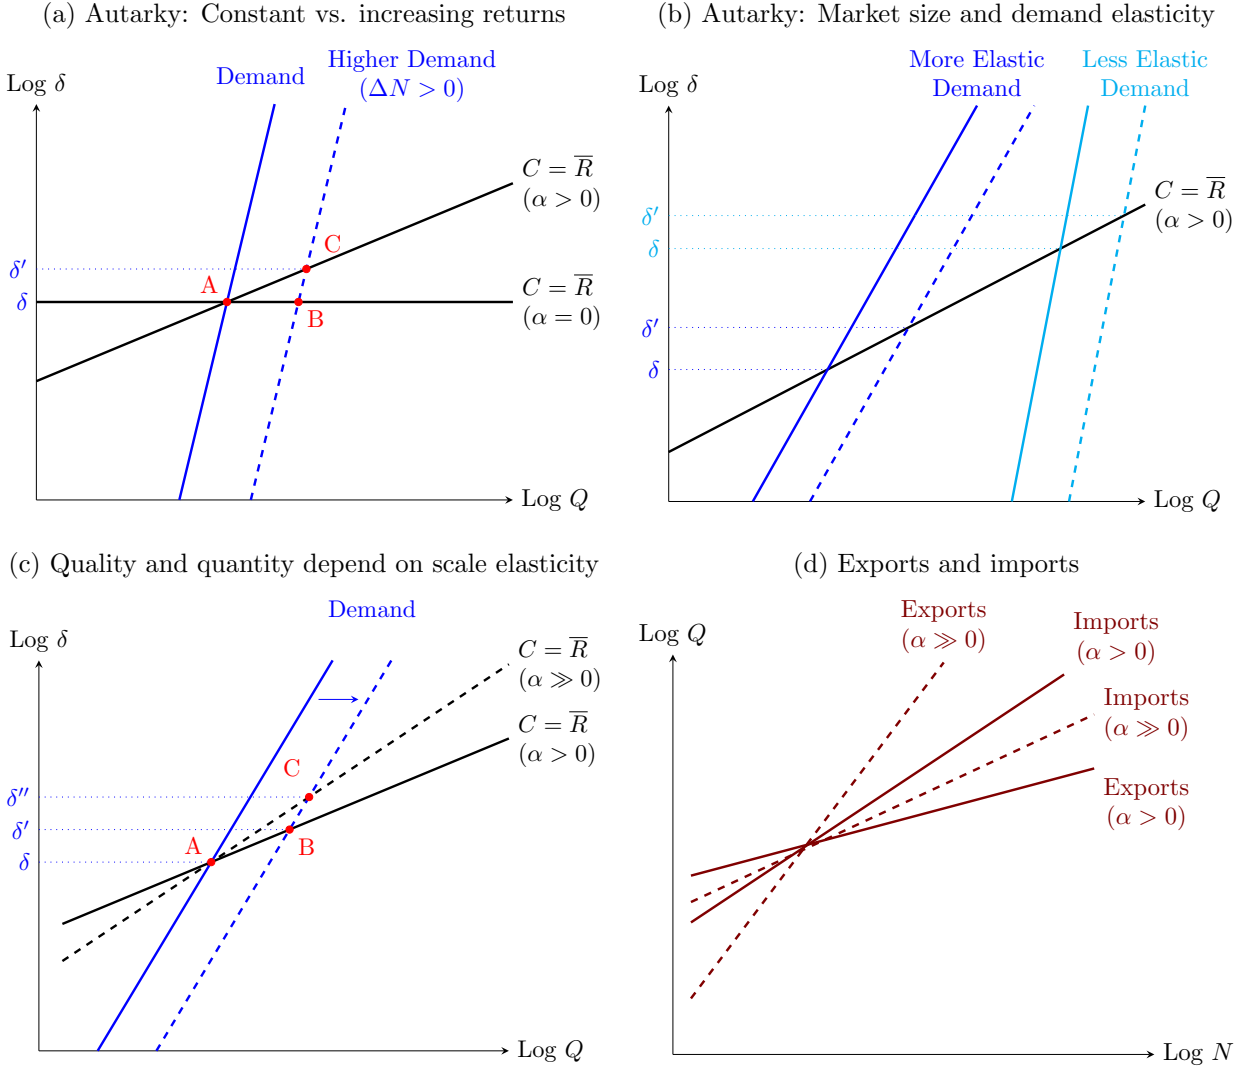 (a) Autarky: Constant vs. increasing returns
Log δ
Demand
Higher Demand
(ΔN > 0)
C = R̅
(α > 0)
C = R̅
(α = 0)
δ′
δ
A
B
C
Log Q
(b) Autarky: Market size and demand elasticity
Log δ
More Elastic
Demand
Less Elastic
Demand
C = R̅
(α > 0)
δ′
δ
δ′
δ
Log Q
(c) Quality and quantity depend on scale elasticity
Log δ
Demand
C = R̅
(α ≫ 0)
C = R̅
(α > 0)
δ″
δ′
δ
A
B
C
Log Q
(d) Exports and imports
Log Q
Exports
(α ≫ 0)
Imports
(α > 0)
Imports
(α ≫ 0)
Exports
(α > 0)
Log N